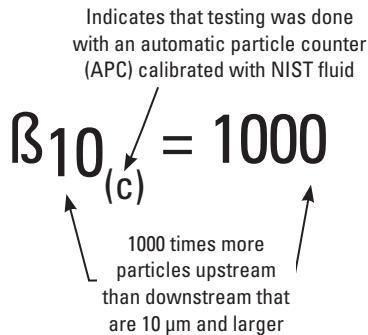 Indicates that testing was done
with an automatic particle counter
(APC) calibrated with NIST fluid
ß10(c) = 1000
1000 times more
particles upstream
than downstream that
are 10 µm and larger